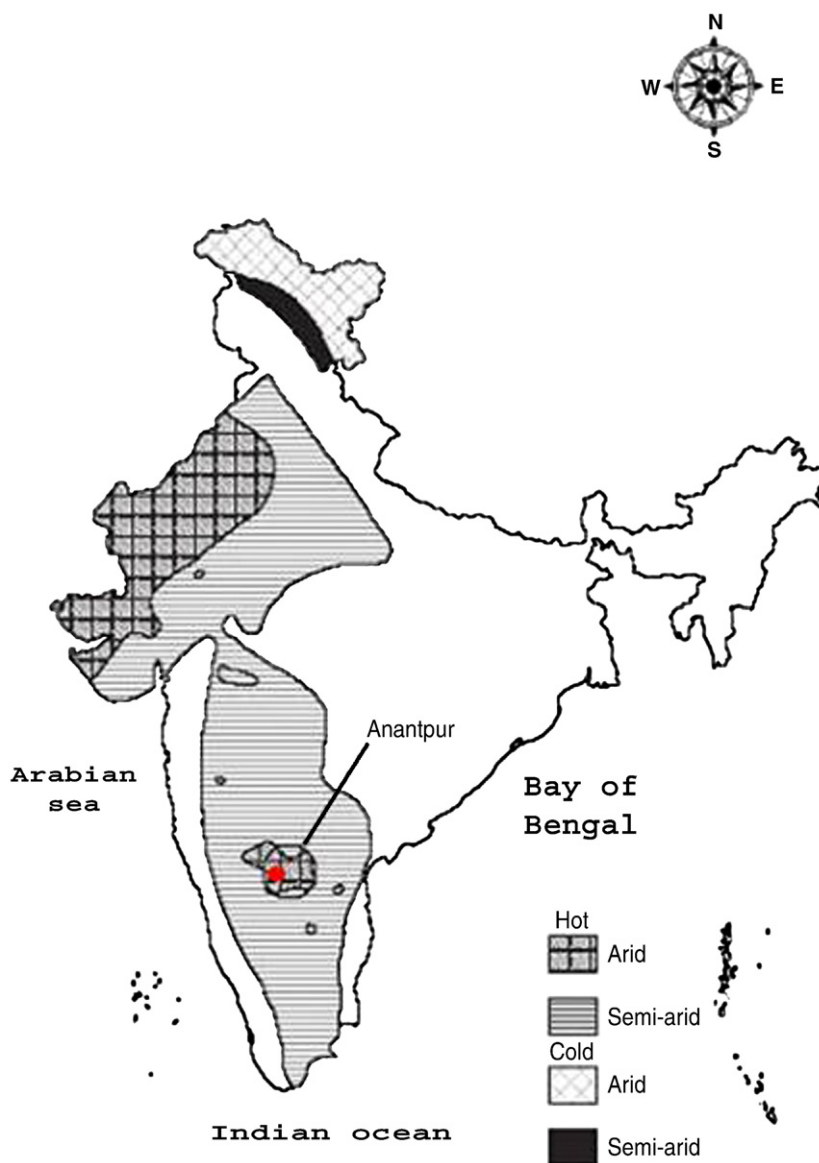 N
W
E
S
Anantpur
Arabian
sea
Bay of
Bengal
Hot
Arid
Semi-arid
Cold
Arid
Semi-arid
Indian ocean